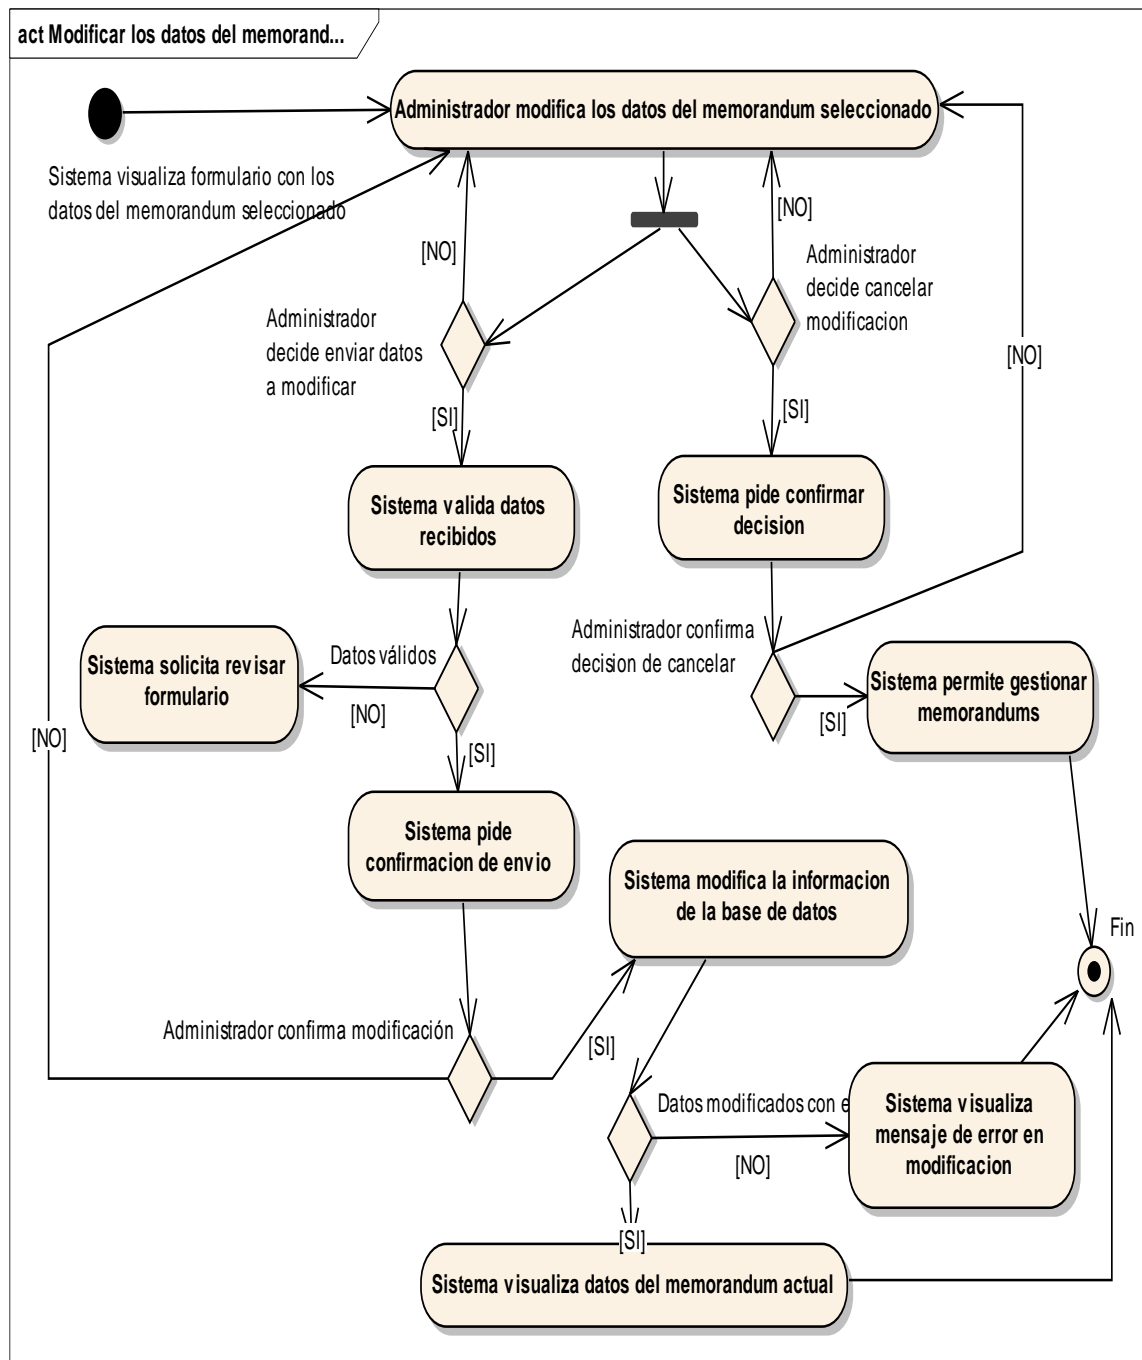 act Modificar los datos del memorand...
Administrador modifica los datos del memorandum seleccionado
Sistema visualiza formulario con los
datos del memorandum seleccionado
[NO]
[NO]
Administrador
decide cancelar
modificacion
Administrador
decide enviar datos
a modificar
[NO]
[SI]
[SI]
Sistema valida datos
recibidos
Sistema pide confirmar
decision
Administrador confirma
decision de cancelar
Datos válidos
Sistema solicita revisar
formulario
[NO]
[SI]
Sistema permite gestionar
memorandums
[NO]
[SI]
Sistema pide
confirmacion de envio
Sistema modifica la informacion
de la base de datos
Fin
Administrador confirma modificación
[SI]
Datos modificados con e
Sistema visualiza
mensaje de error en
modificacion
[NO]
[SI]
Sistema visualiza datos del memorandum actual